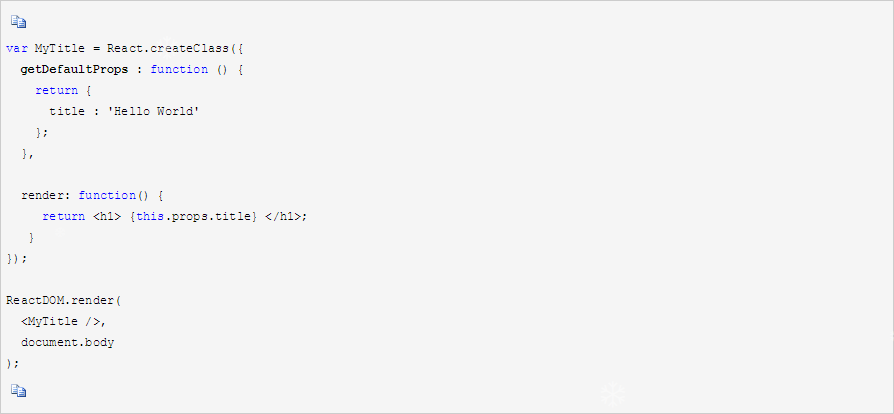 var MyTitle = React.createClass({
  getDefaultProps : function () {
    return {
      title : 'Hello World'
    };
  },

  render: function() {
     return <h1> {this.props.title} </h1>;
   }
});

ReactDOM.render(
  <MyTitle />,
  document.body
);